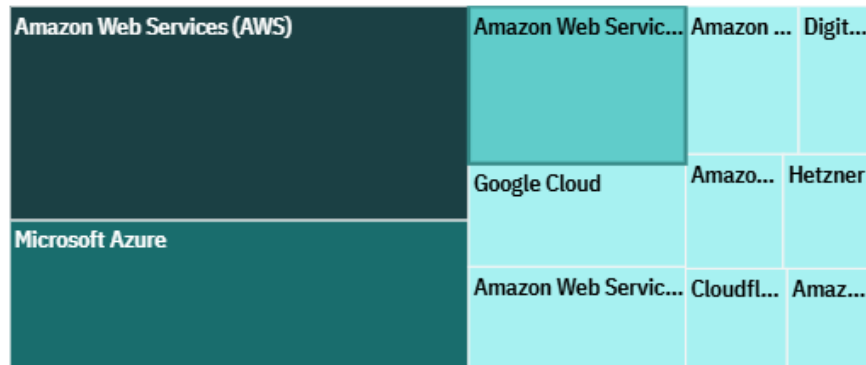 Amazon Web Services (AWS)
Amazon Web Servic...
Amazon ...
Digit...
Google Cloud
Amazo...
Hetzner
Microsoft Azure
Amazon Web Servic...
Cloudfl...
Amaz...